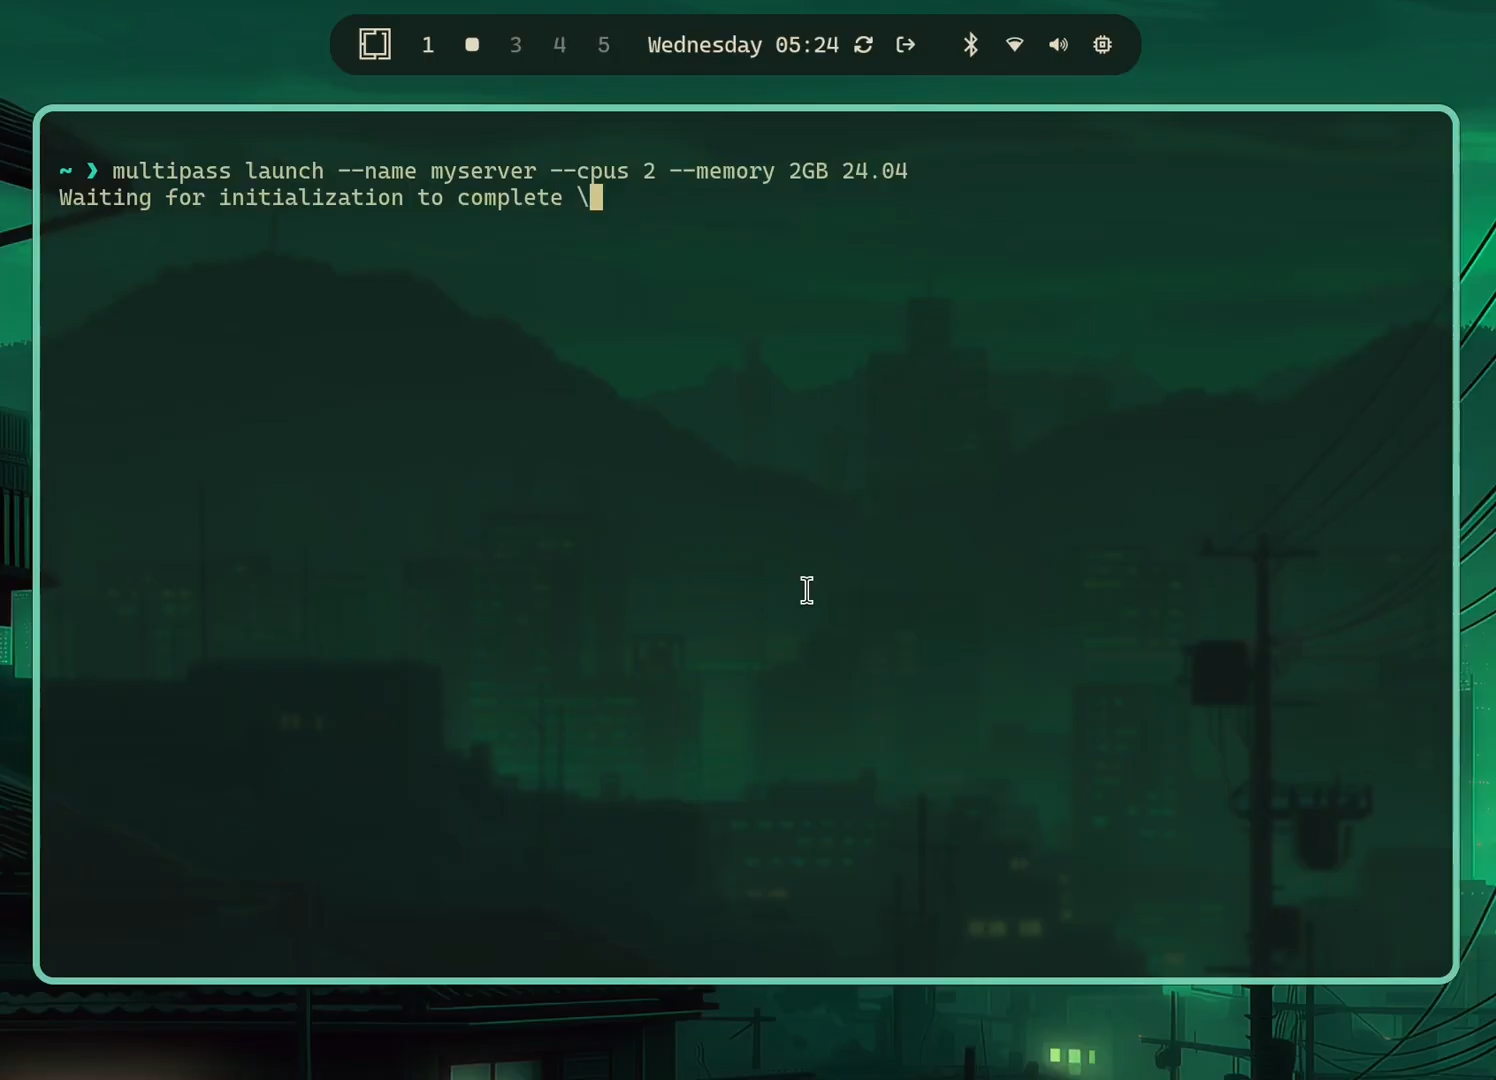 1 3 4 5 Wednesday 05:24
~ ❯ multipass launch --name myserver --cpus 2 --memory 2GB 24.04
Waiting for initialization to complete \